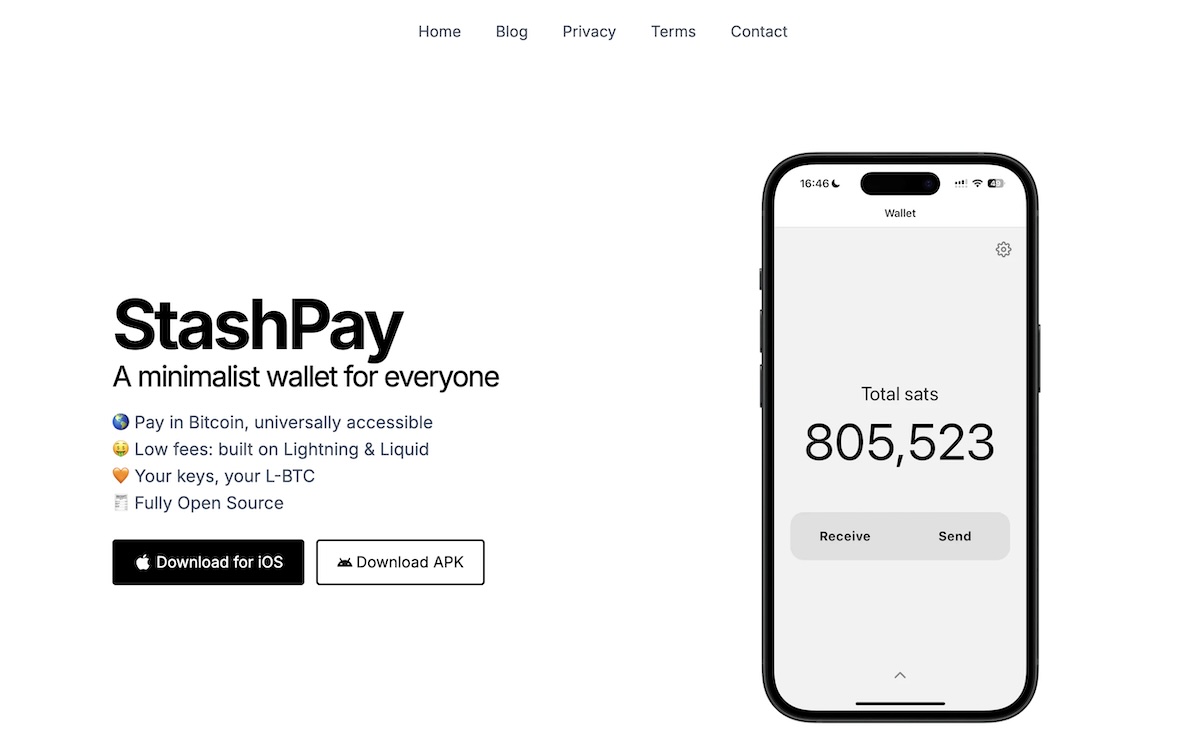 Home Blog Privacy Terms Contact
StashPay
A minimalist wallet for everyone
🌎 Pay in Bitcoin, universally accessible
🤑 Low fees: built on Lightning & Liquid
🧡 Your keys, your L-BTC
🧾 Fully Open Source
Download for iOS
Download APK
16:46
Wallet
Total sats
805,523
Receive Send